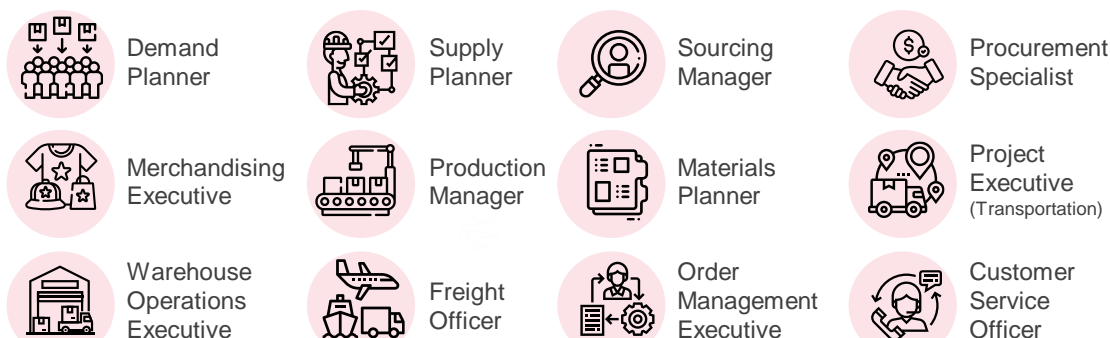 Demand
Planner
Supply
Planner
Sourcing
Manager
Procurement
Specialist
Merchandising
Executive
Production
Manager
Materials
Planner
Project
Executive
(Transportation)
Warehouse
Operations
Executive
Freight
Officer
Order
Management
Executive
Customer
Service
Officer